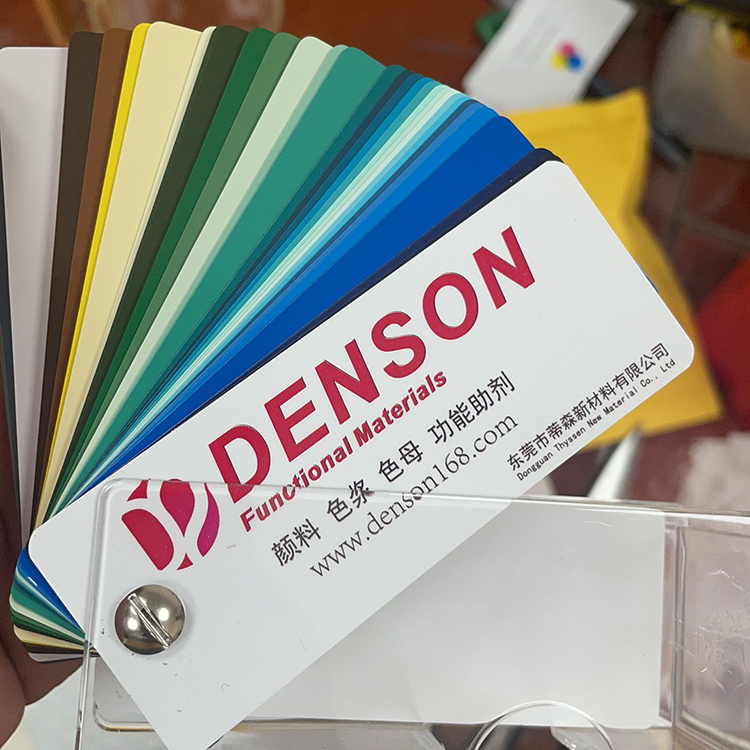 DENSON
Functional Materials
颜料 色浆 色母 功能助剂
www.denson168.com
东莞市蒂森新材料有限公司
Dongguan Thyssen New Material Co., Ltd